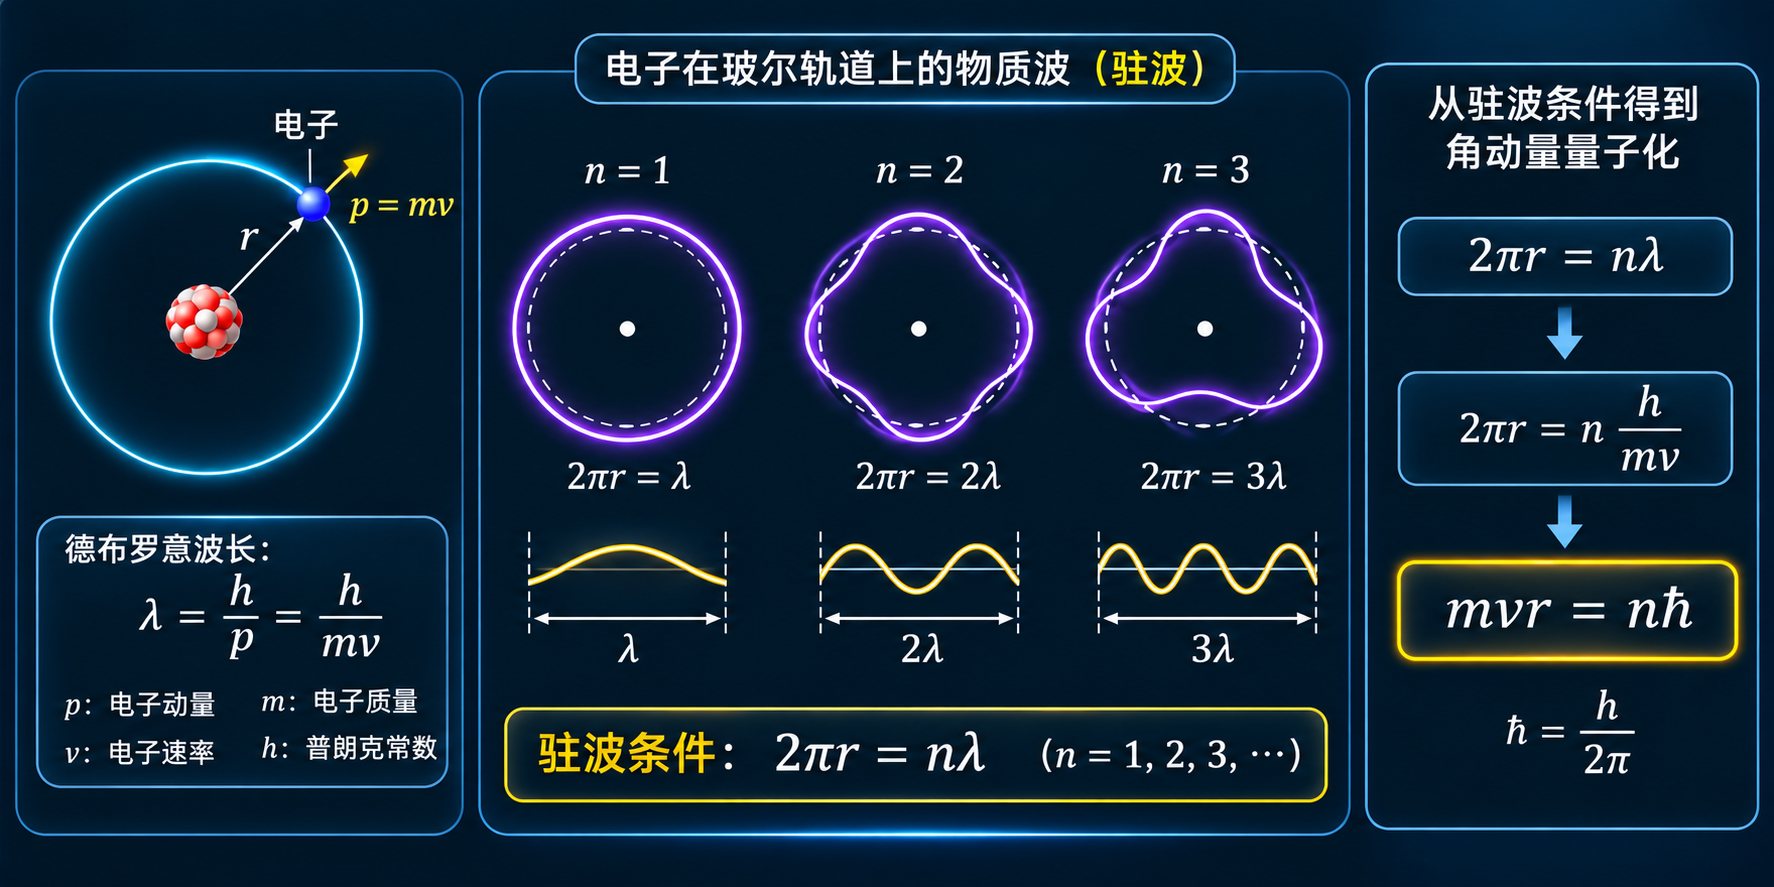 电子
p = mv
r
德布罗意波长：
λ = h/p = h/mv
p：电子动量
m：电子质量
v：电子速率
h：普朗克常数
电子在玻尔轨道上的物质波（驻波）
n = 1
n = 2
n = 3
2πr = λ
2πr = 2λ
2πr = 3λ
λ
2λ
3λ
驻波条件： 2πr = nλ (n = 1, 2, 3, ⋯)
从驻波条件得到
角动量量子化
2πr = nλ
2πr = n h/mv
mvr = nħ
ħ = h/2π